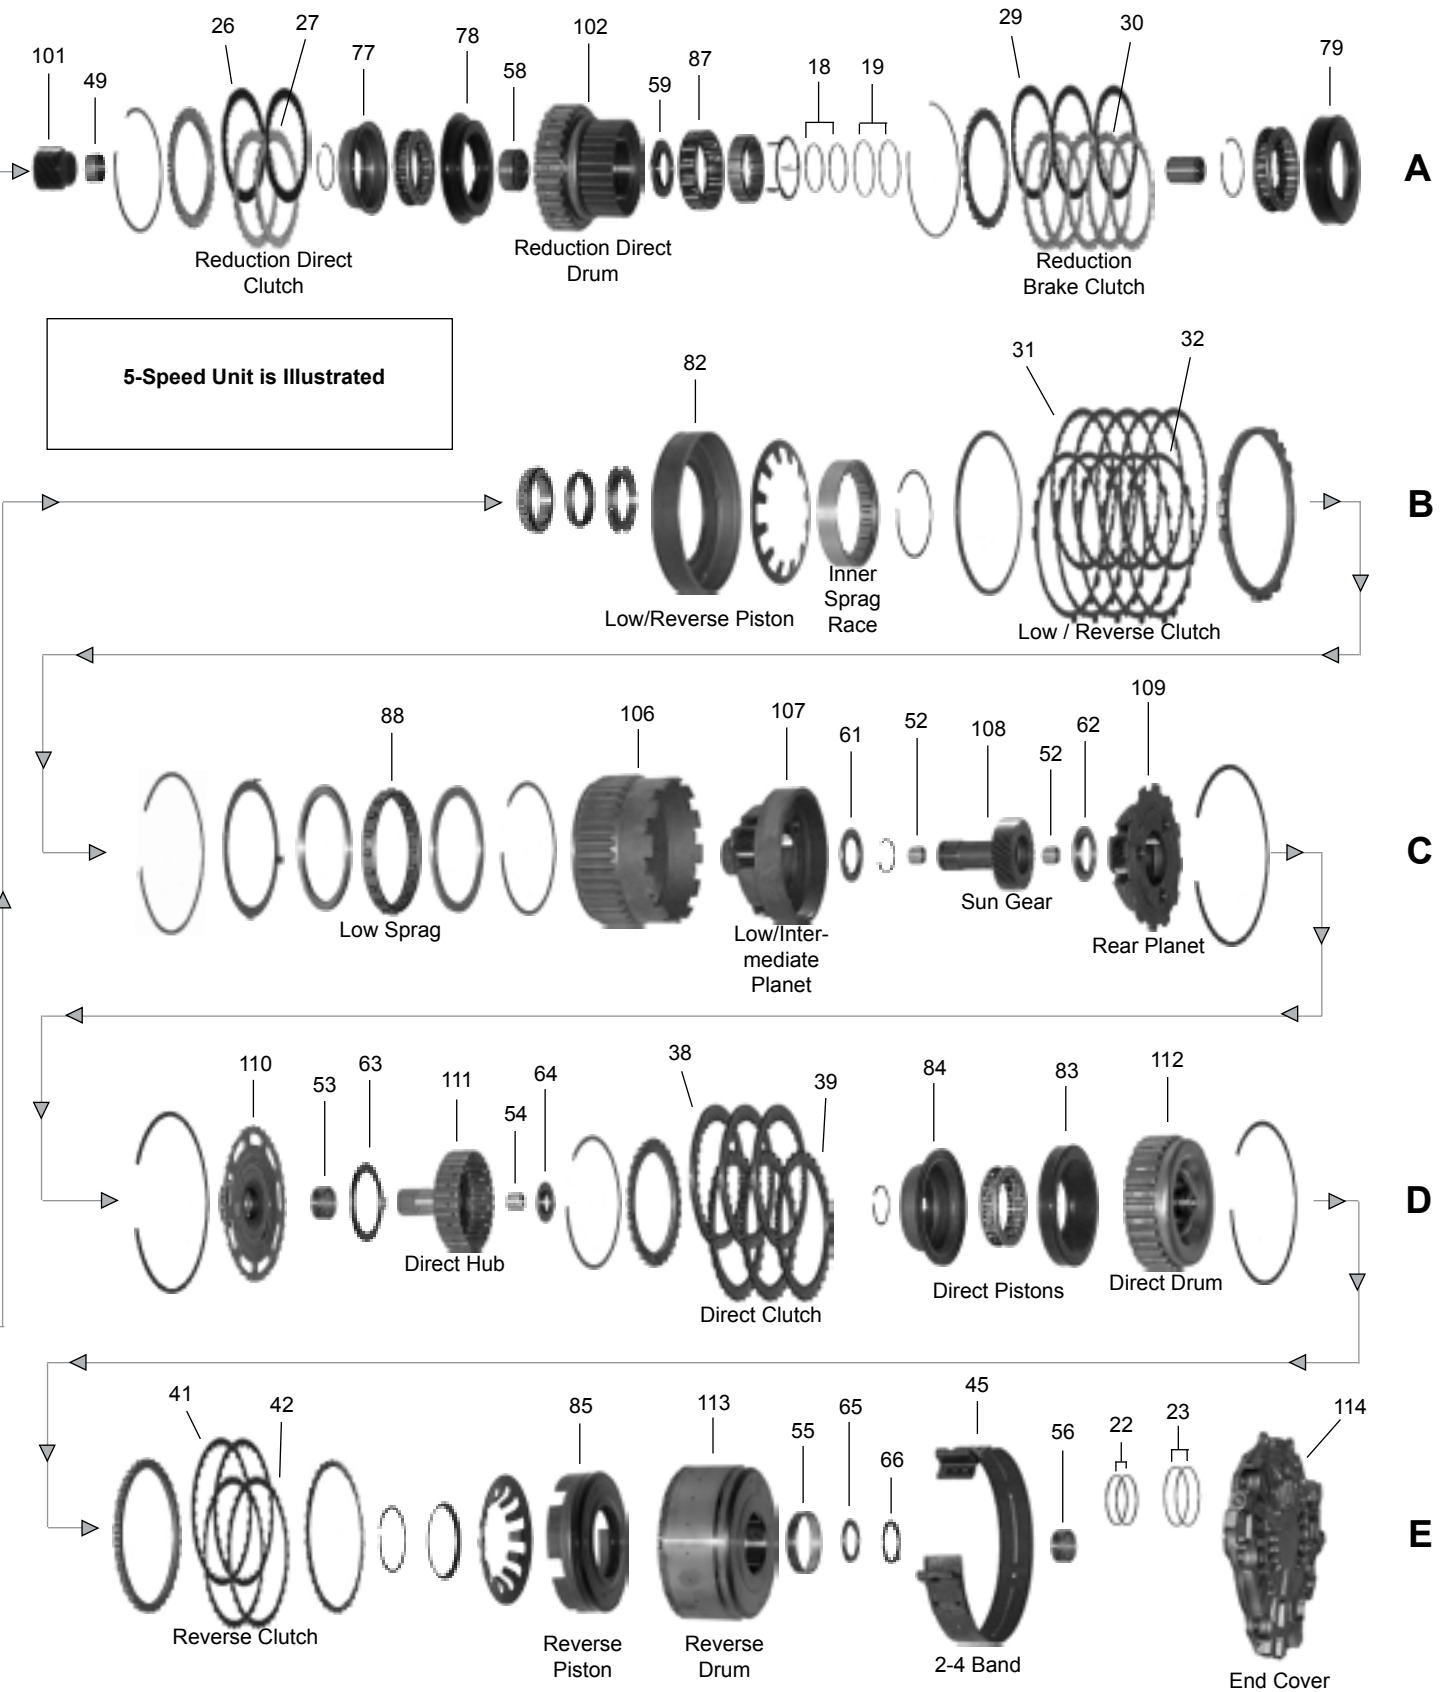 26
27
77
78
102
101
49
58
59
87
18
19
29
30
79
A
Reduction Direct
Clutch
Reduction Direct
Drum
Reduction
Brake Clutch
5-Speed Unit is Illustrated
82
31
32
B
Low/Reverse Piston
Inner
Sprag
Race
Low / Reverse Clutch
88
106
107
61
52
108
52
62
109
C
Low Sprag
Low/Inter-
mediate
Planet
Sun Gear
Rear Planet
110
53
63
111
54
64
38
39
84
83
112
D
Direct Hub
Direct Clutch
Direct Pistons
Direct Drum
41
42
85
113
55
65
66
45
56
22
23
114
E
Reverse Clutch
Reverse
Piston
Reverse
Drum
2-4 Band
End Cover